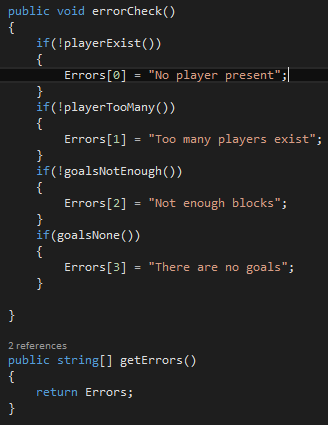 public void errorCheck()
{
    if(!playerExist())
    {
        Errors[0] = "No player present";
    }
    if(!playerTooMany())
    {
        Errors[1] = "Too many players exist";
    }
    if(!goalsNotEnough())
    {
        Errors[2] = "Not enough blocks";
    }
    if(goalsNone())
    {
        Errors[3] = "There are no goals";
    }

}

2 references
public string[] getErrors()
{
    return Errors;
}